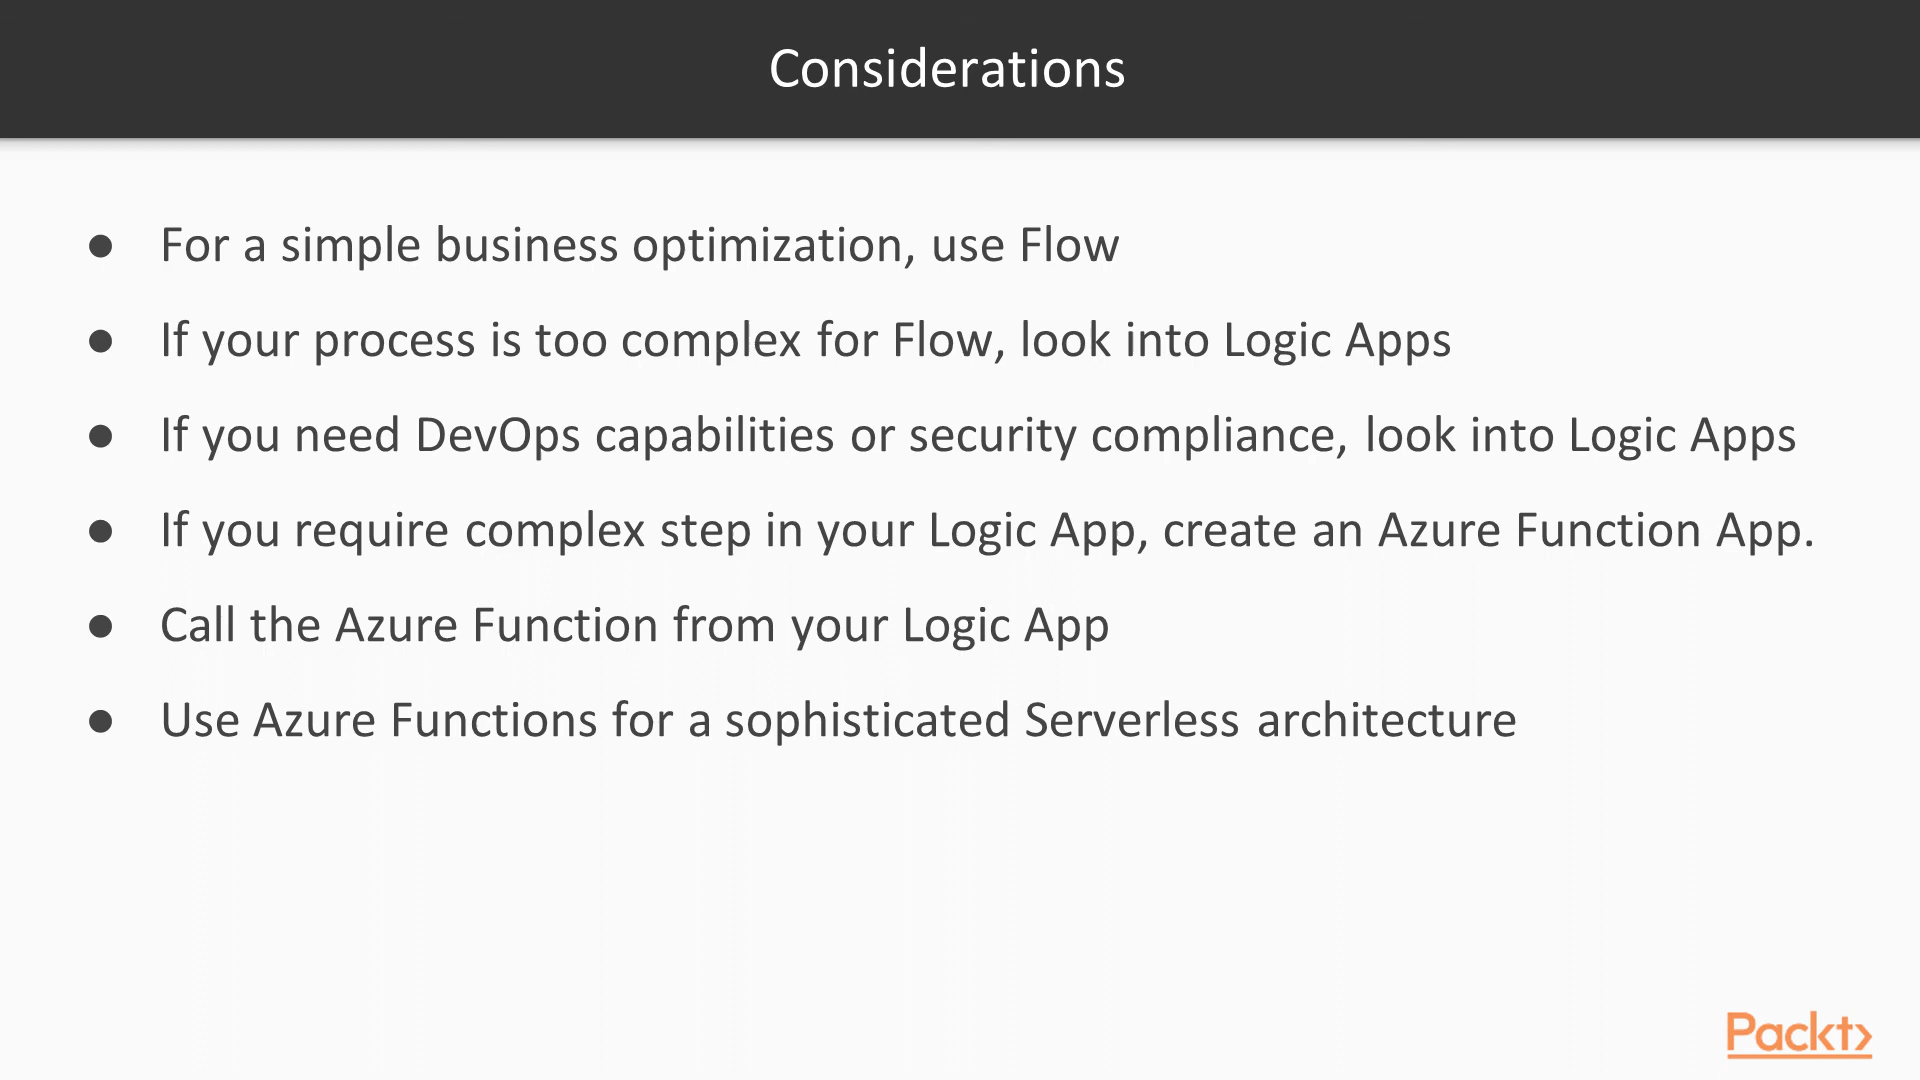 Considerations
● For a simple business optimization, use Flow
● If your process is too complex for Flow, look into Logic Apps
● If you need DevOps capabilities or security compliance, look into Logic Apps
● If you require complex step in your Logic App, create an Azure Function App.
● Call the Azure Function from your Logic App
● Use Azure Functions for a sophisticated Serverless architecture
Packt>